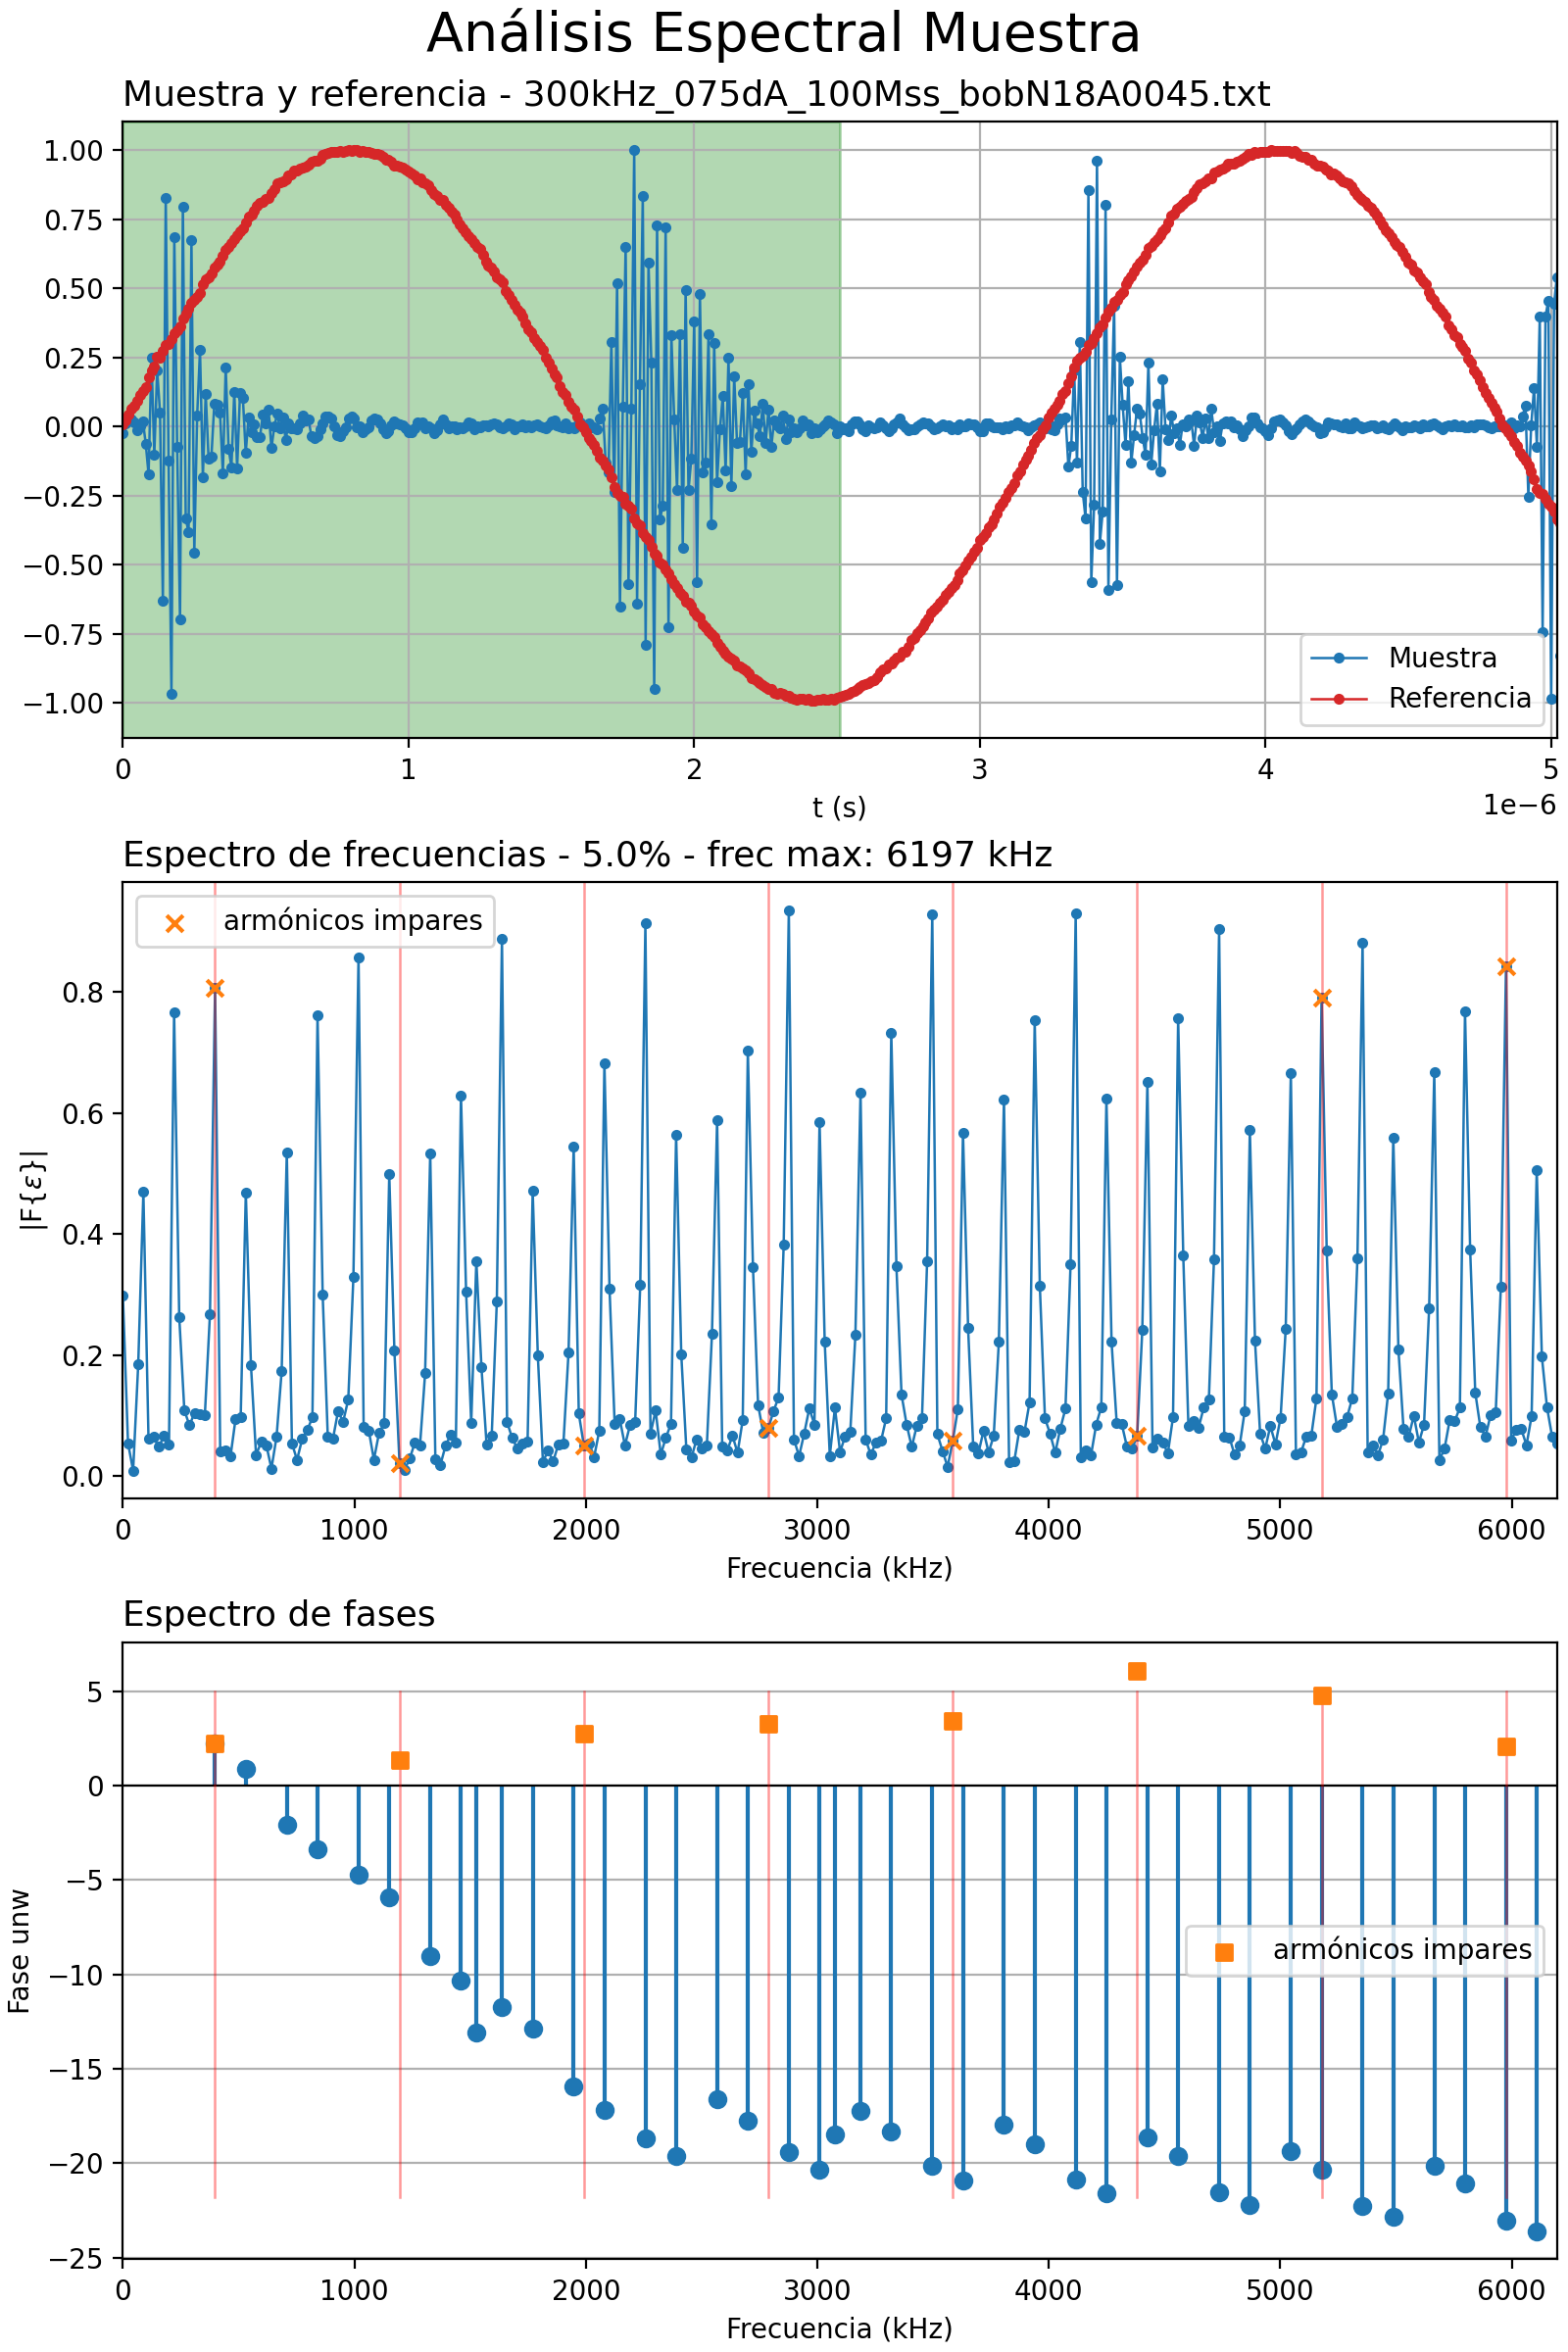 Análisis Espectral Muestra
Muestra y referencia - 300kHz_075dA_100Mss_bobN18A0045.txt
1.00
0.75
0.50
0.25
0.00
−0.25
−0.50
−0.75
−1.00
Muestra
Referencia
0 1 2 3 4 5
t (s)
1e−6
Espectro de frecuencias - 5.0% - frec max: 6197 kHz
armónicos impares
|F{ε}|
0.8
0.6
0.4
0.2
0.0
0 1000 2000 3000 4000 5000 6000
Frecuencia (kHz)
Espectro de fases
Fase unw
5
0
−5
−10
−15
−20
−25
armónicos impares
0 1000 2000 3000 4000 5000 6000
Frecuencia (kHz)